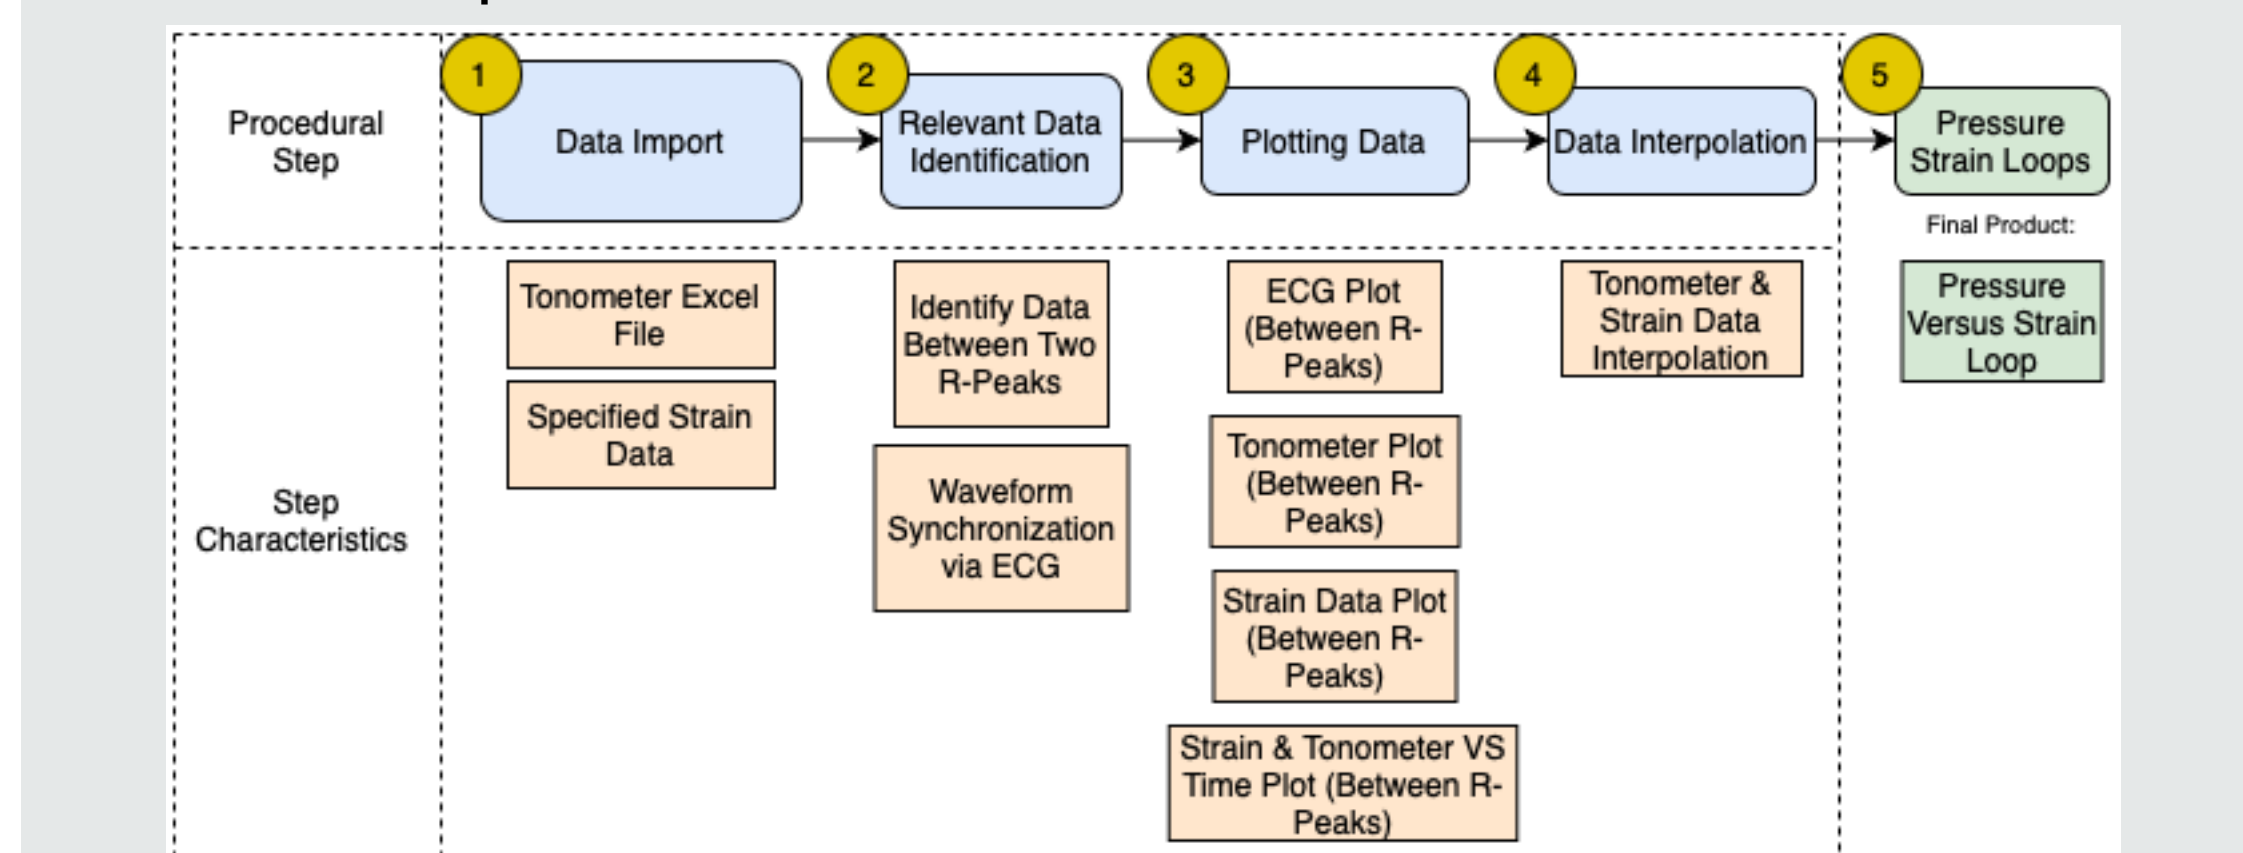 1
2
3
4
5
Procedural
Step
Data Import
Relevant Data
Identification
Plotting Data
Data Interpolation
Pressure
Strain Loops
Final Product:
Step
Characteristics
Tonometer Excel
File
Specified Strain
Data
Identify Data
Between Two
R-Peaks
Waveform
Synchronization
via ECG
ECG Plot
(Between R-
Peaks)
Tonometer Plot
(Between R-
Peaks)
Strain Data Plot
(Between R-
Peaks)
Strain & Tonometer VS
Time Plot (Between R-
Peaks)
Tonometer &
Strain Data
Interpolation
Pressure
Versus Strain
Loop